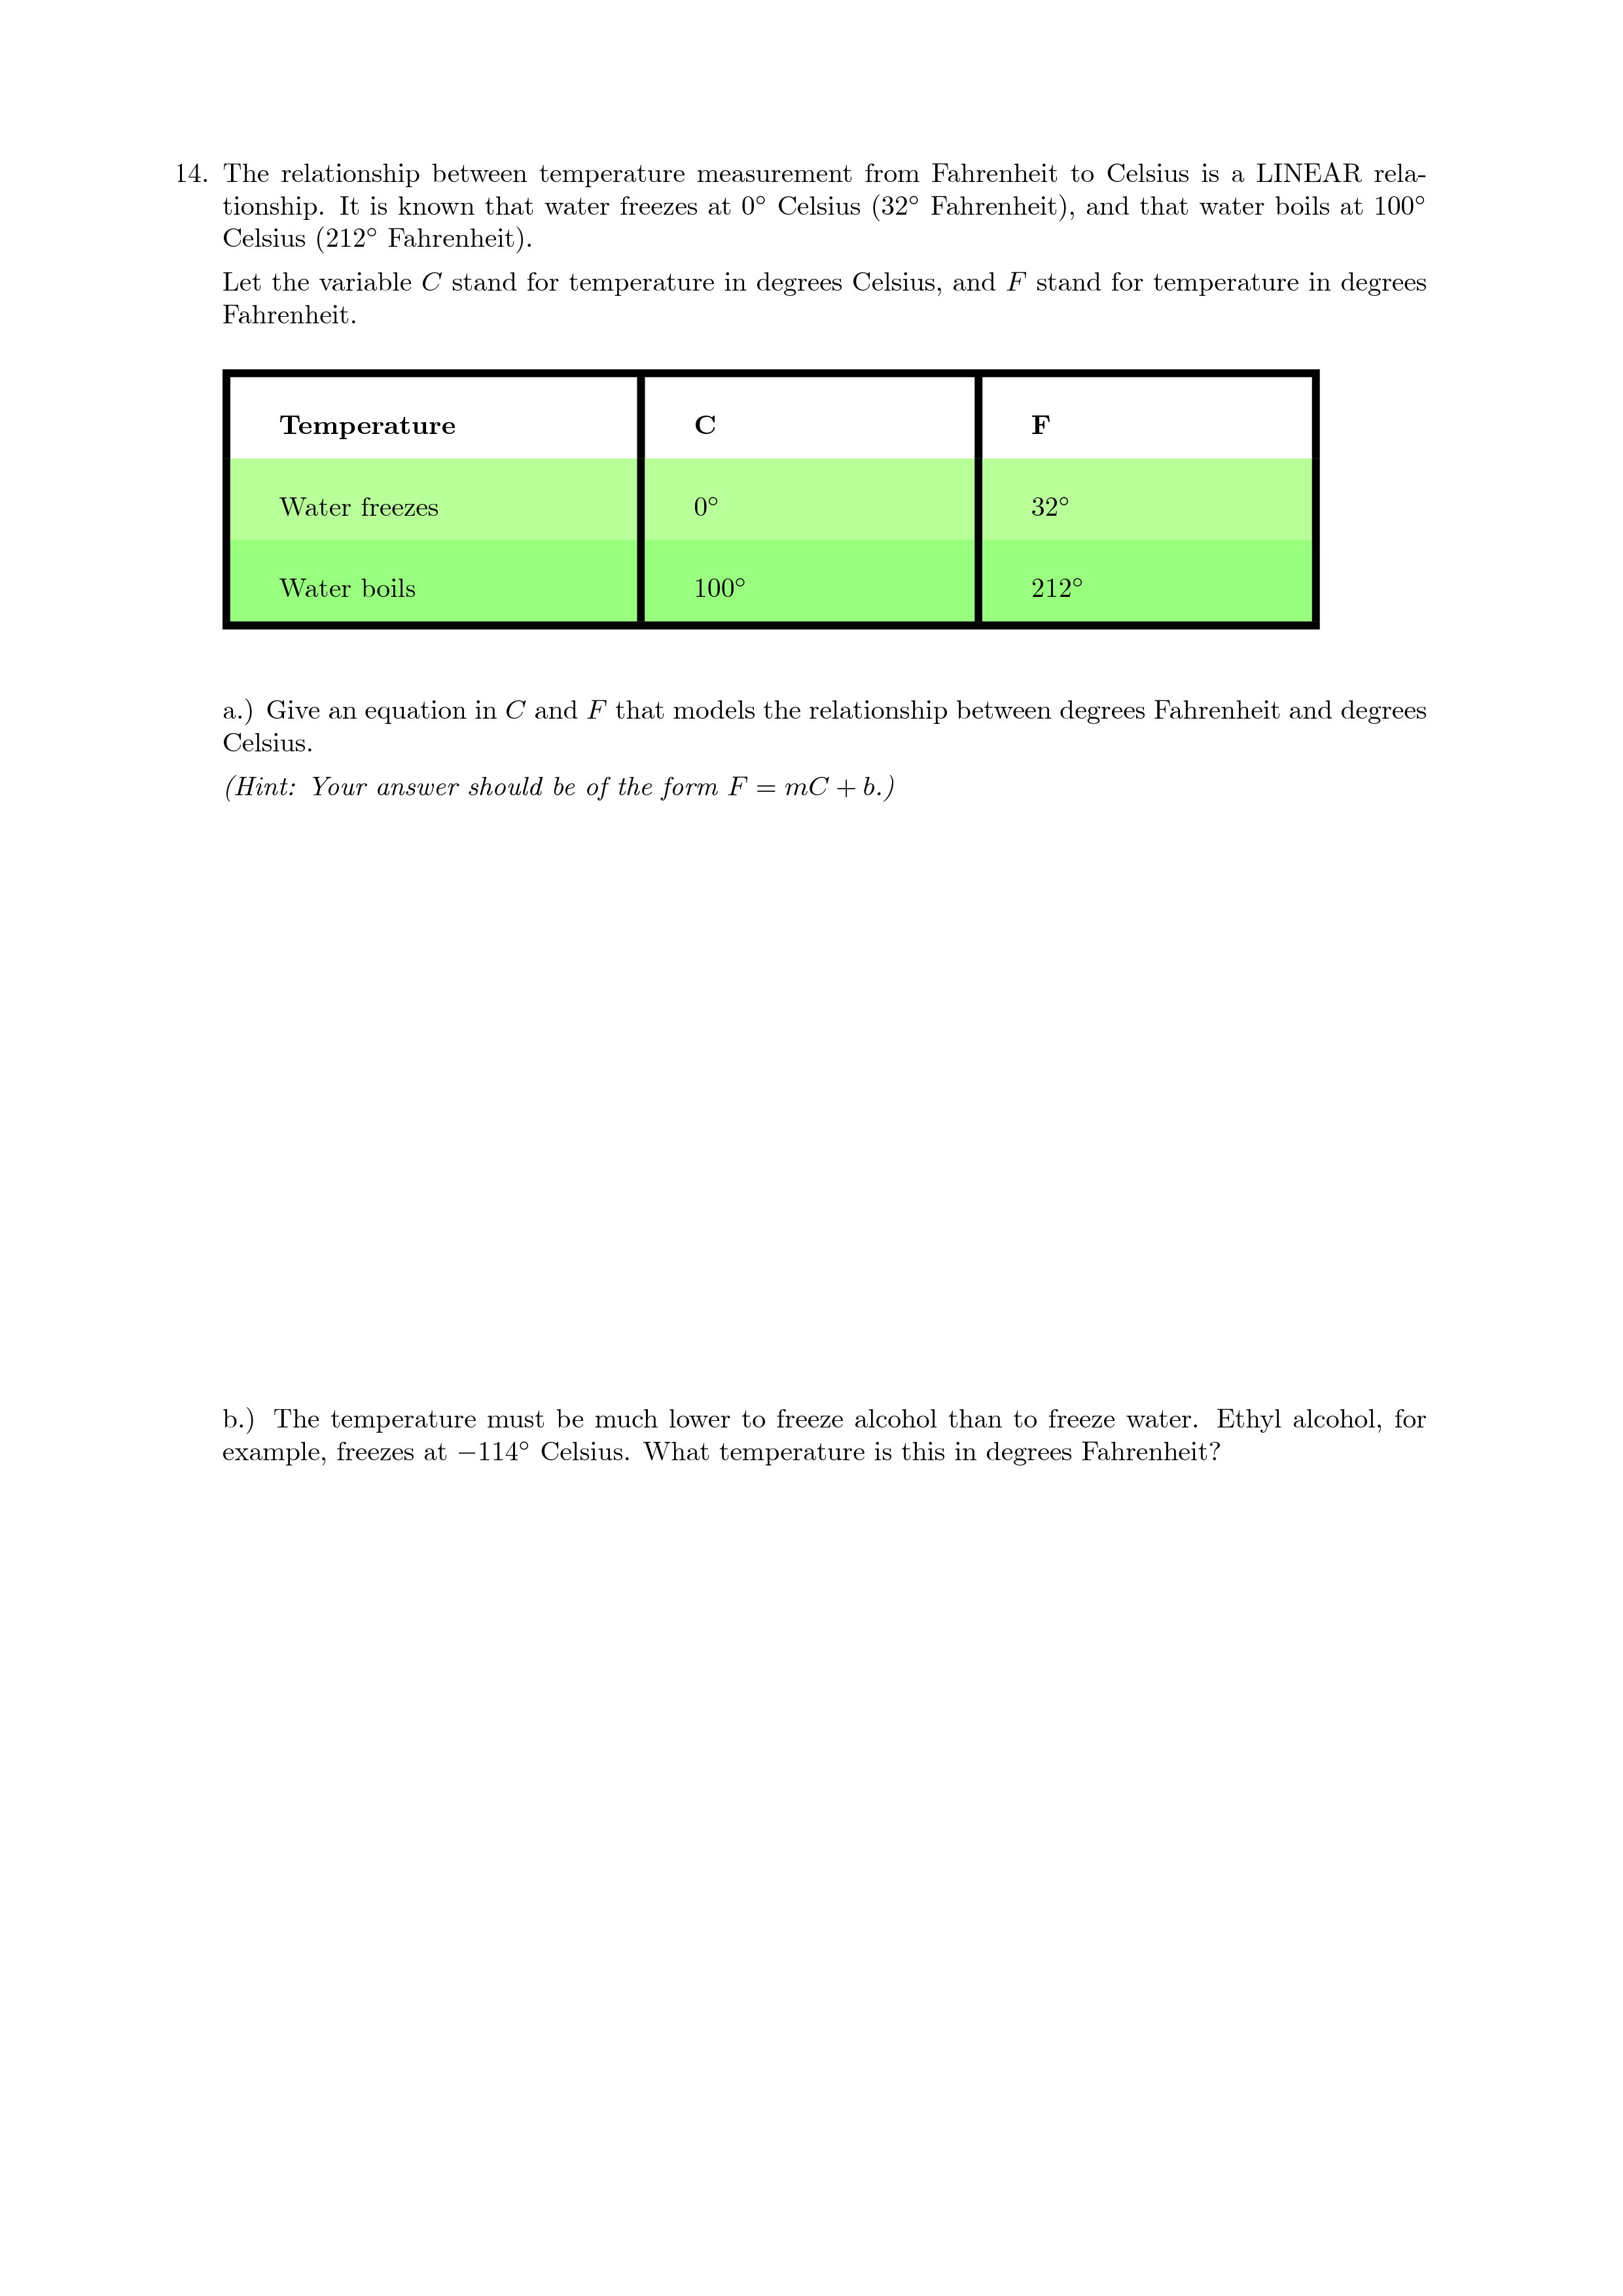 14. The relationship between temperature measurement from Fahrenheit to Celsius is a LINEAR rela-
tionship. It is known that water freezes at 0° Celsius (32° Fahrenheit), and that water boils at 100°
Celsius (212° Fahrenheit).
Let the variable C stand for temperature in degrees Celsius, and F stand for temperature in degrees
Fahrenheit.
Temperature C F
Water freezes 0° 32°
Water boils 100° 212°
a.) Give an equation in C and F that models the relationship between degrees Fahrenheit and degrees
Celsius.
(Hint: Your answer should be of the form F = mC + b.)
b.) The temperature must be much lower to freeze alcohol than to freeze water. Ethyl alcohol, for
example, freezes at −114° Celsius. What temperature is this in degrees Fahrenheit?